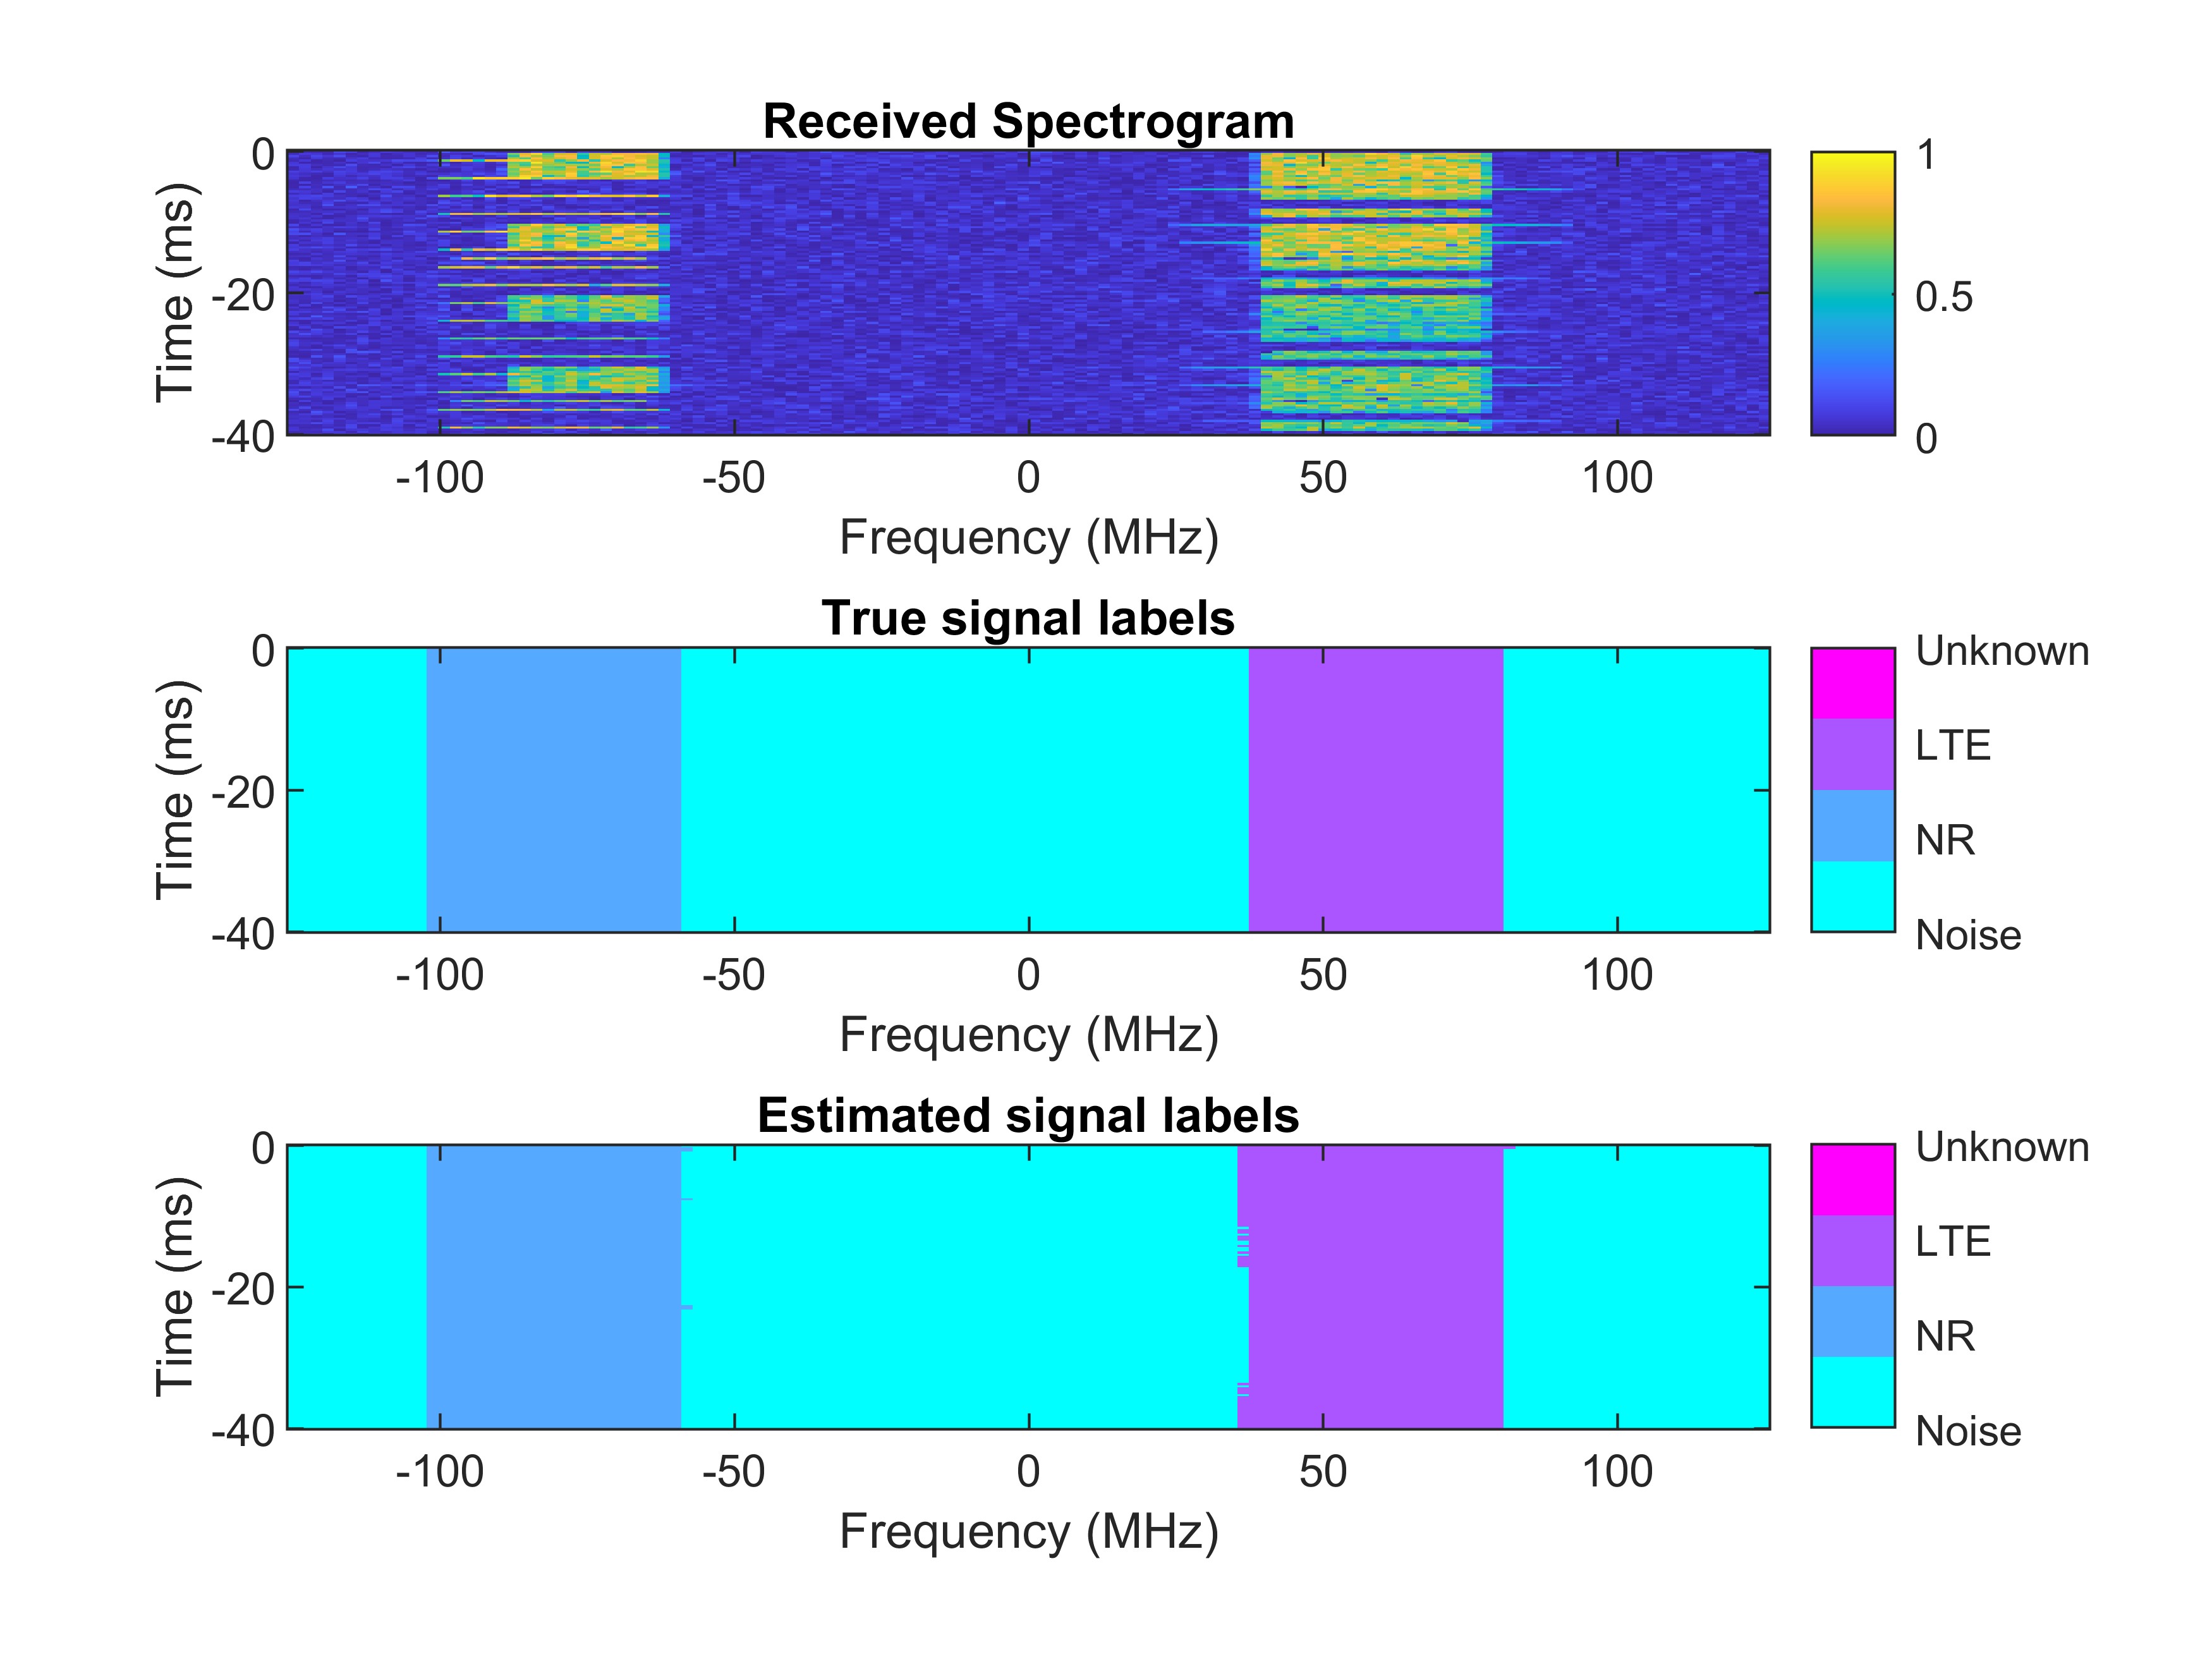 Received Spectrogram
Time (ms)
0
-20
-40
-100 -50 0 50 100
Frequency (MHz)
1
0.5
0
True signal labels
Time (ms)
0
-20
-40
-100 -50 0 50 100
Frequency (MHz)
Unknown
LTE
NR
Noise
Estimated signal labels
Time (ms)
0
-20
-40
-100 -50 0 50 100
Frequency (MHz)
Unknown
LTE
NR
Noise